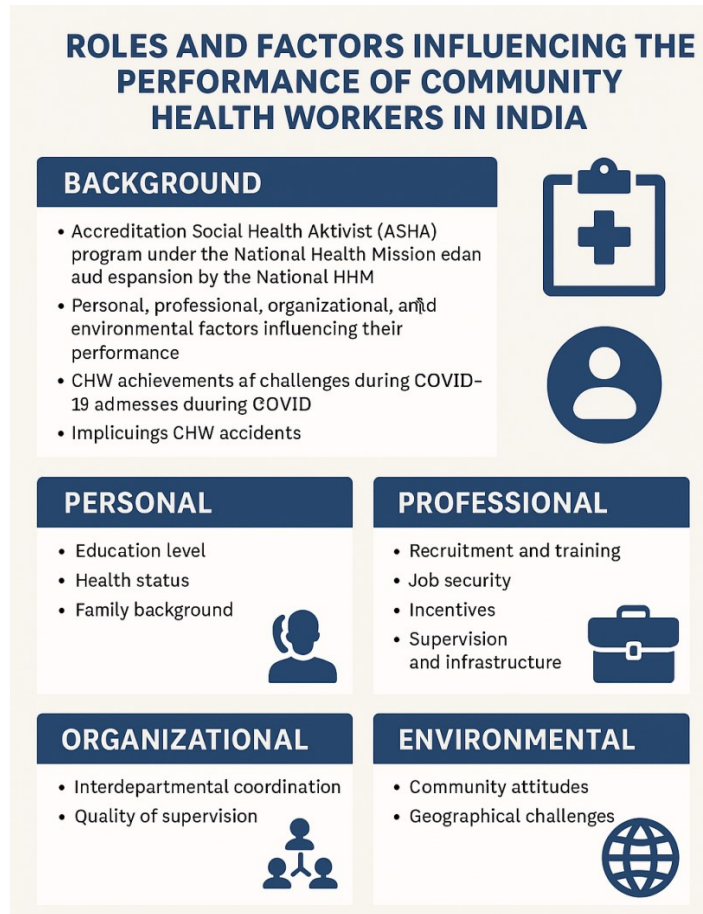 ROLES AND FACTORS INFLUENCING THE
PERFORMANCE OF COMMUNITY
HEALTH WORKERS IN INDIA
BACKGROUND
• Accreditation Social Health Aktivist (ASHA)
program under the National Health Mission edan
aud espansion by the National HHM
• Personal, professional, organizational,
environmental factors influencing their
performance
• CHW achievements af challenges during COVID-
19 admesses duuring COVID
• Implicuings CHW accidents
PERSONAL
• Education level
• Health status
• Family background
PROFESSIONAL
• Recruitment and training
• Job security
• Incentives
• Supervision
and infrastructure
ORGANIZATIONAL
• Interdepartmental coordination
• Quality of supervision
ENVIRONMENTAL
• Community attitudes
• Geographical challenges